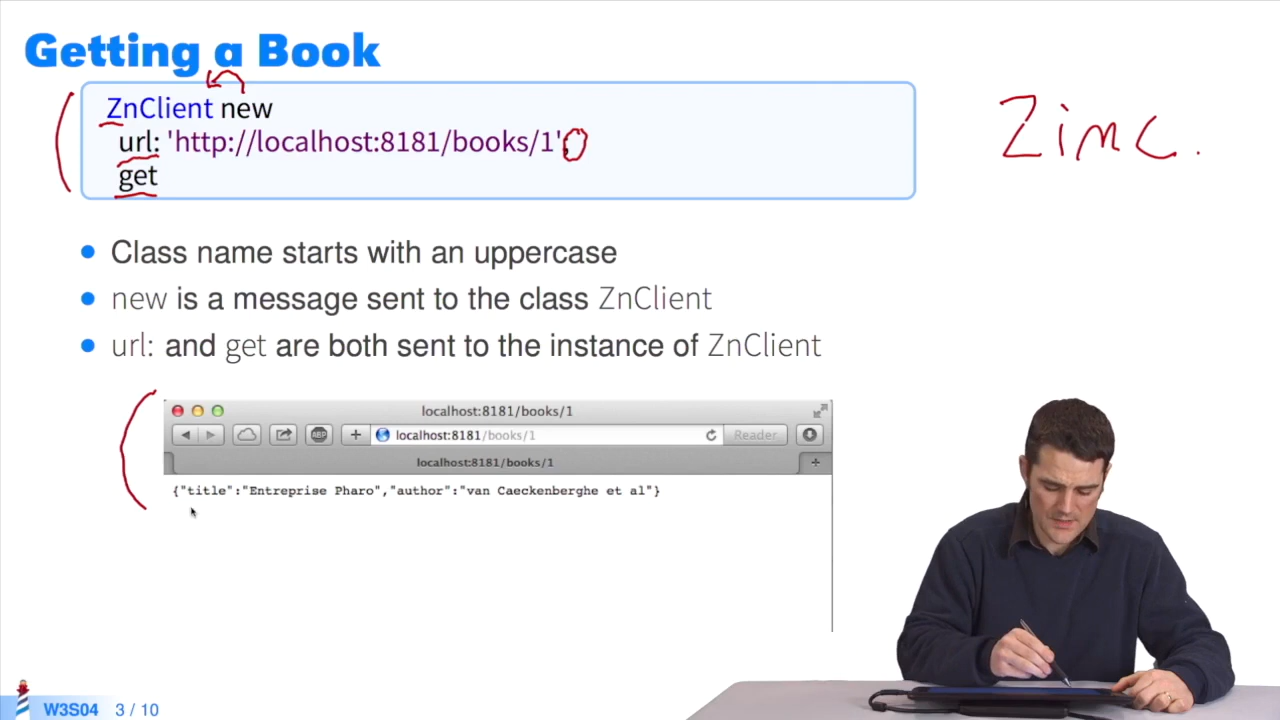 Getting a Book
ZnClient new
url: 'http://localhost:8181/books/1';
get
Zinc.
Class name starts with an uppercase
new is a message sent to the class ZnClient
url: and get are both sent to the instance of ZnClient
localhost:8181/books/1
ABP
localhost:8181/books/1
Reader
localhost:8181/books/1
{"title":"Entreprise Pharo","author":"van Caeckenberghe et al"}
W3S04 3 / 10